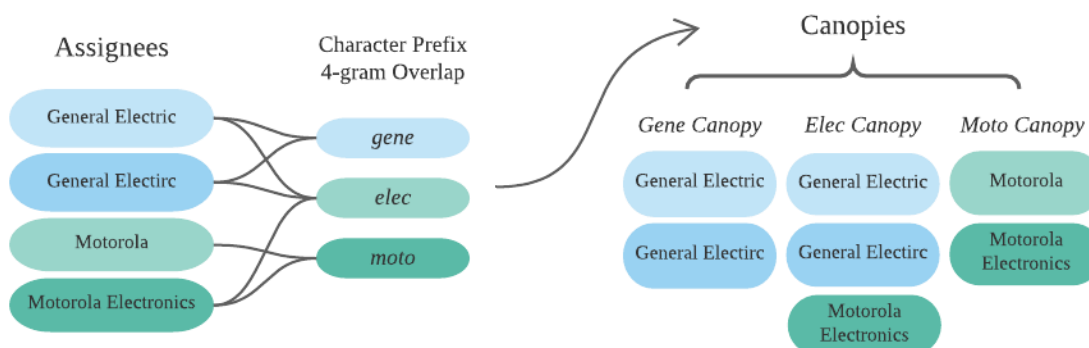 Assignees
Character Prefix
4-gram Overlap
General Electric
General Electirc
Motorola
Motorola Electronics
gene
elec
moto
Canopies
Gene Canopy
Elec Canopy
Moto Canopy
General Electric
General Electirc
General Electric
General Electirc
Motorola
Electronics
Motorola
Motorola
Electronics